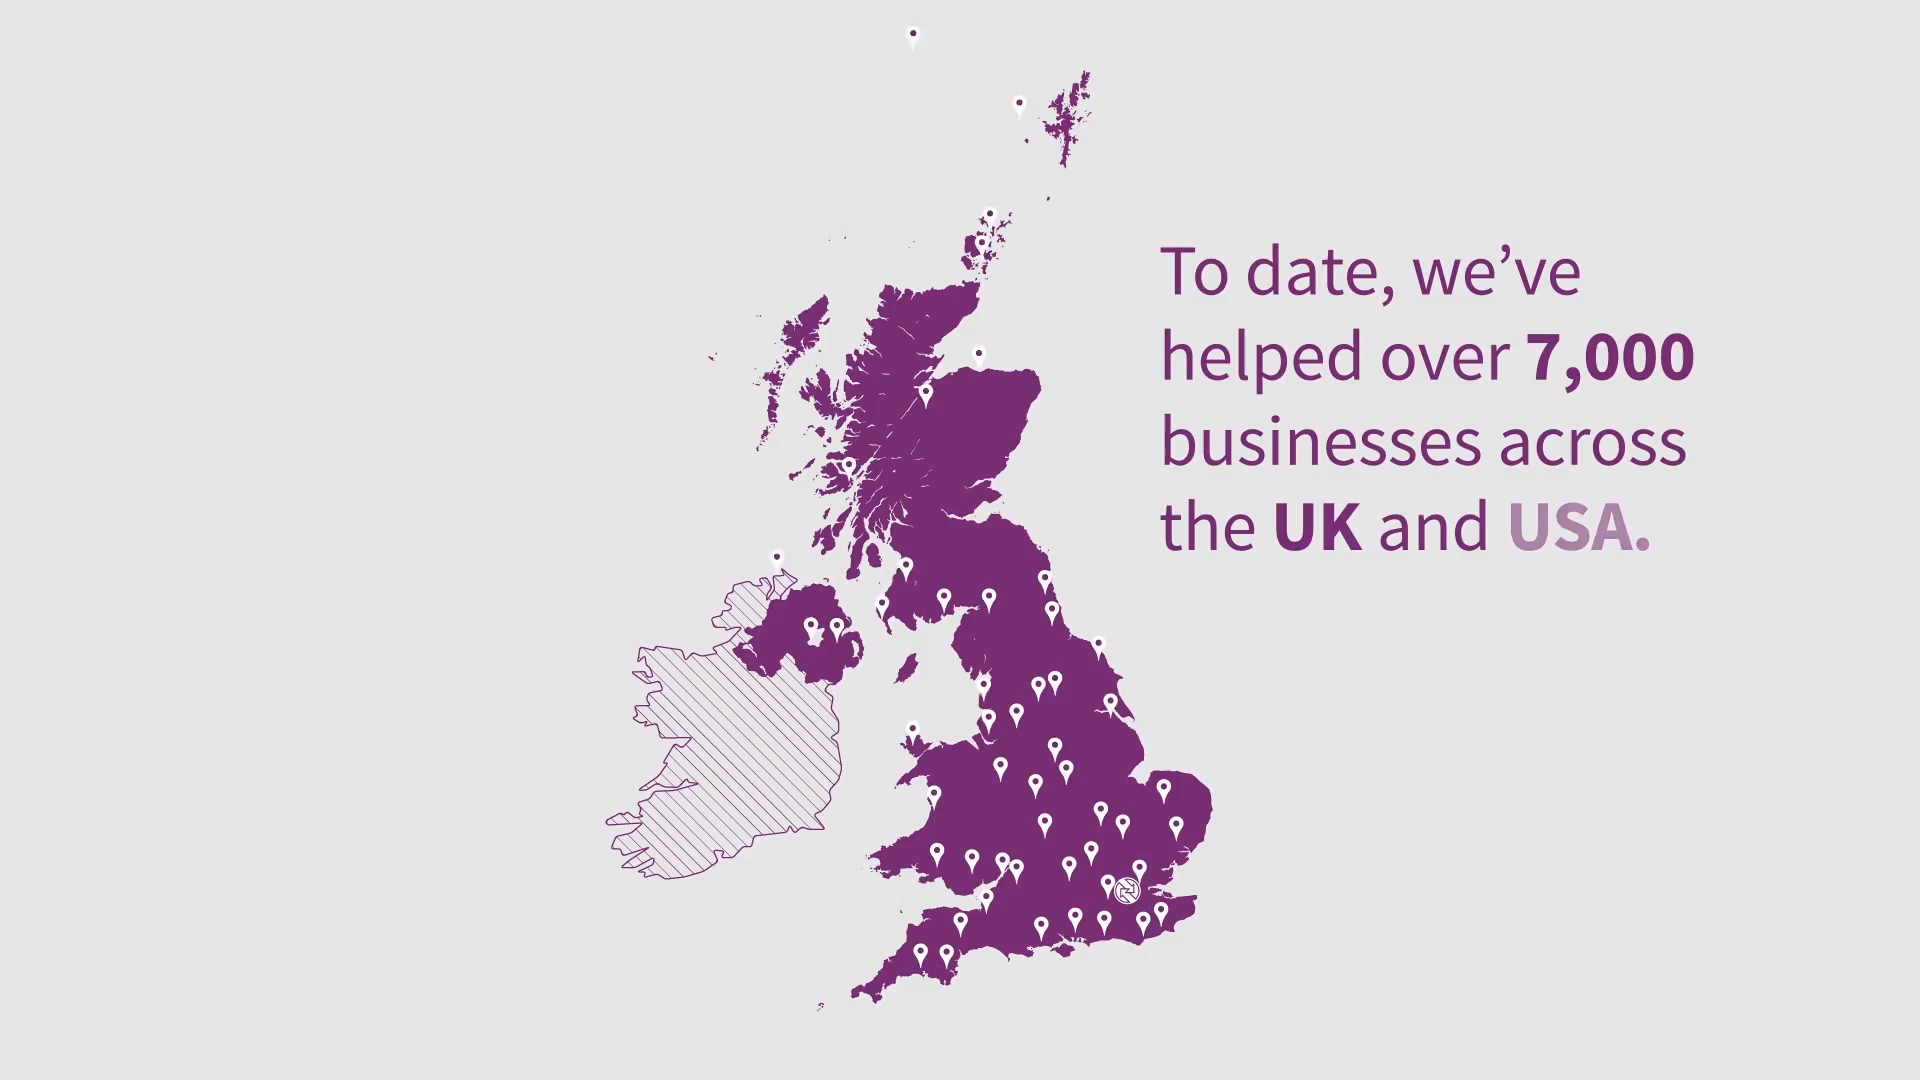 To date, we’ve
helped over 7,000
businesses across
the UK and USA.